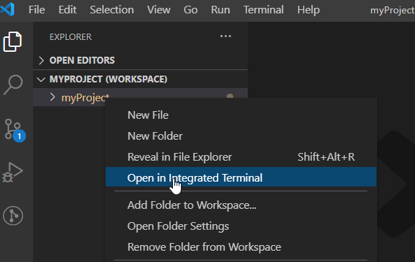 File Edit Selection View Go Run Terminal Help myProject
EXPLORER ...
OPEN EDITORS
MYPROJECT (WORKSPACE)
myProject
1
New File
New Folder
Reveal in File Explorer Shift+Alt+R
Open in Integrated Terminal
Add Folder to Workspace...
Open Folder Settings
Remove Folder from Workspace